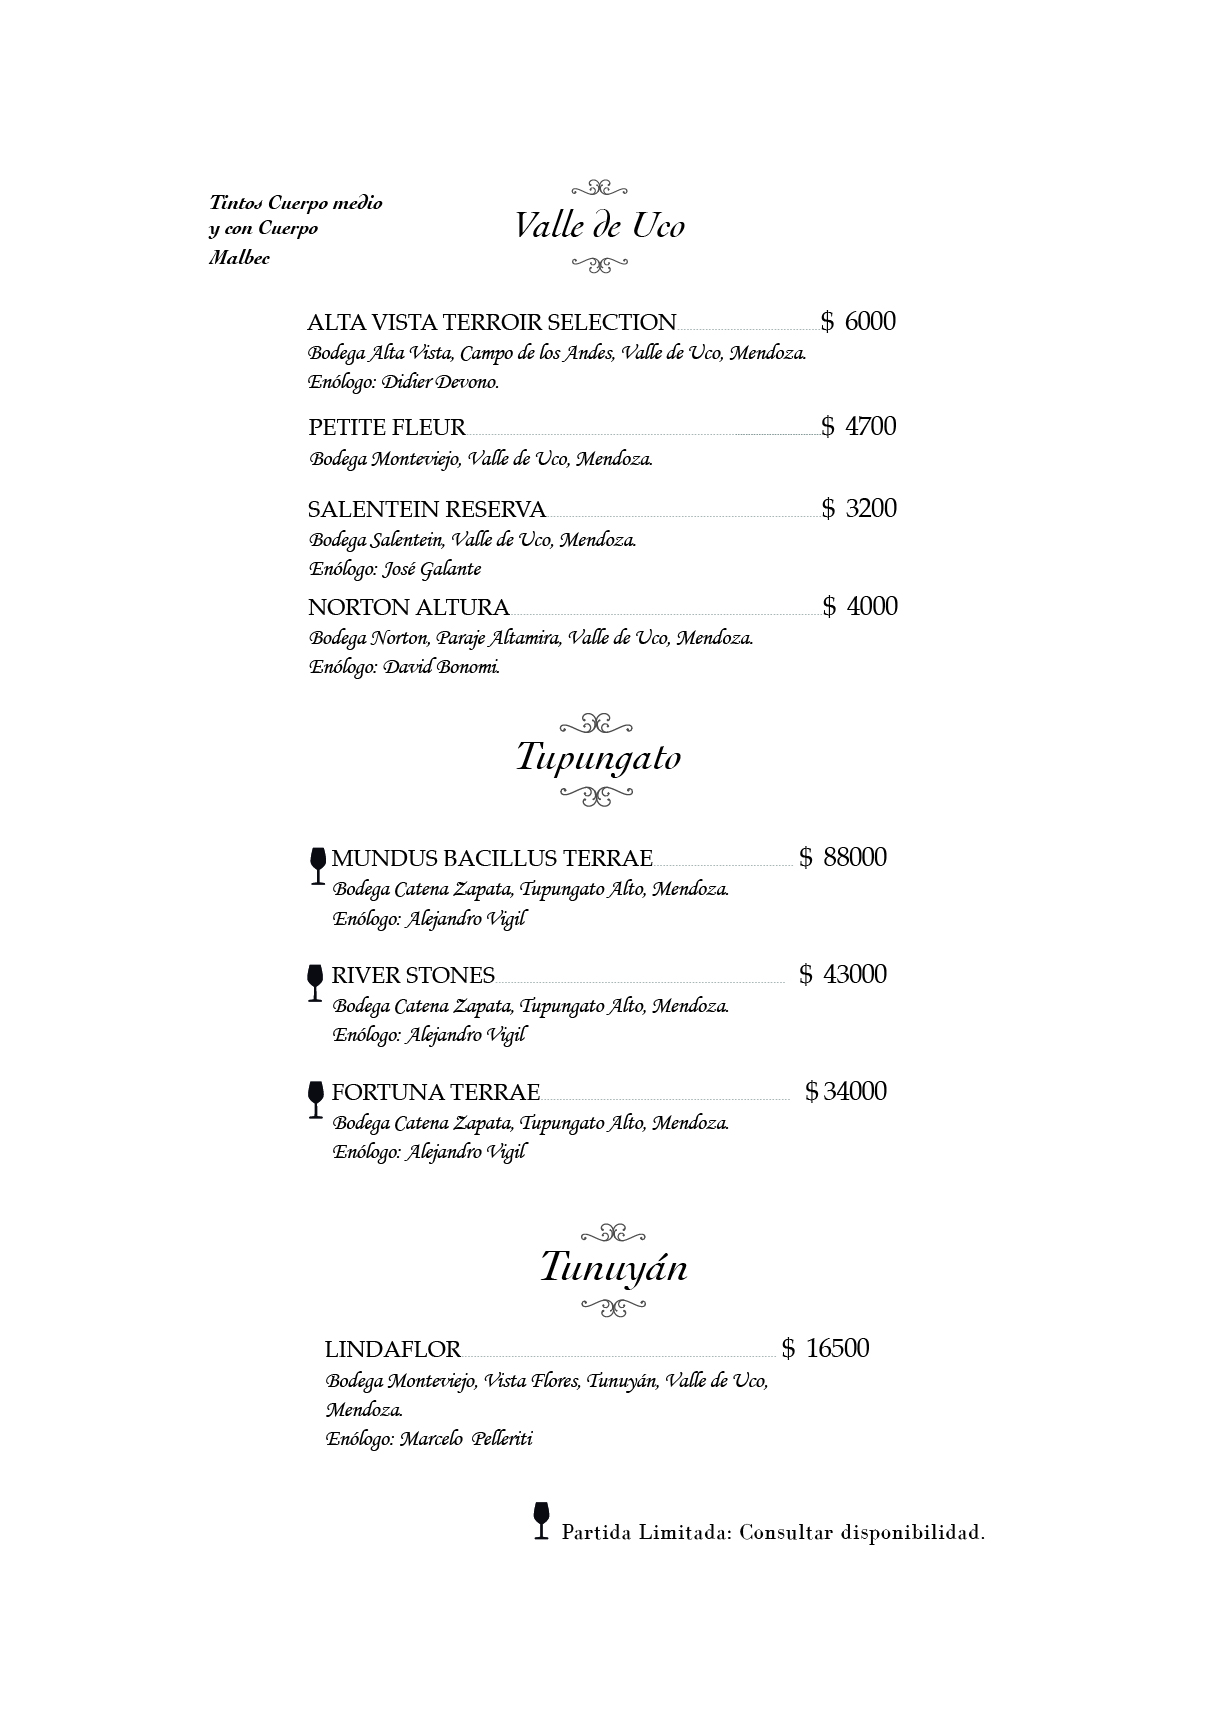 Tintos Cuerpo medio
y con Cuerpo
Malbec
Valle de Uco
ALTA VISTA TERROIR SELECTION $ 6000
Bodega Alta Vista, Campo de los Andes, Valle de Uco, Mendoza.
Enólogo: Didier Devono.
PETITE FLEUR $ 4700
Bodega Monteviejo, Valle de Uco, Mendoza.
SALENTEIN RESERVA $ 3200
Bodega Salentein, Valle de Uco, Mendoza.
Enólogo: José Galante
NORTON ALTURA $ 4000
Bodega Norton, Paraje Altamira, Valle de Uco, Mendoza.
Enólogo: David Bonomi.
Tupungato
MUNDUS BACILLUS TERRAE $ 88000
Bodega Catena Zapata, Tupungato Alto, Mendoza.
Enólogo: Alejandro Vigil
RIVER STONES $ 43000
Bodega Catena Zapata, Tupungato Alto, Mendoza.
Enólogo: Alejandro Vigil
FORTUNA TERRAE $ 34000
Bodega Catena Zapata, Tupungato Alto, Mendoza.
Enólogo: Alejandro Vigil
Tunuyán
LINDAFLOR $ 16500
Bodega Monteviejo, Vista Flores, Tunuyán, Valle de Uco,
Mendoza.
Enólogo: Marcelo Pelleriti
Partida Limitada: Consultar disponibilidad.